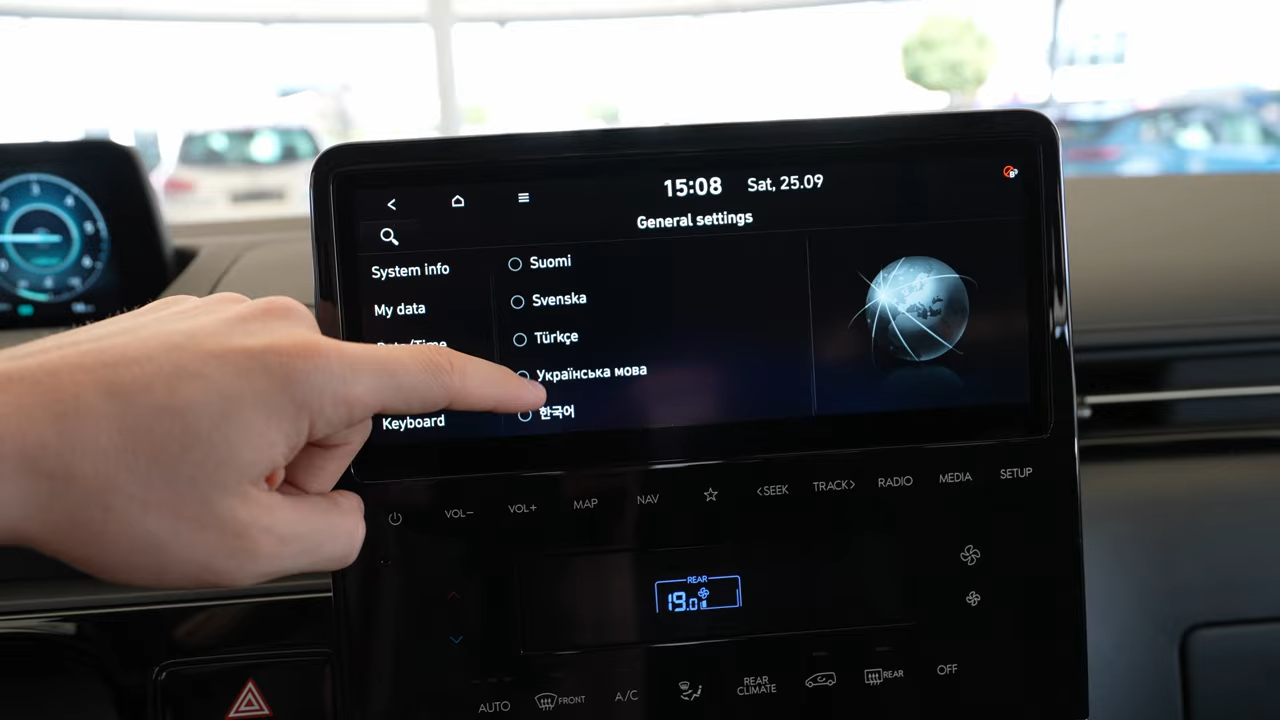 15:08 Sat, 25.09
General settings
System info
My data
Date/Time
Keyboard
Suomi
Svenska
Türkçe
Українська мова
한국어
VOL− VOL+ MAP NAV <SEEK TRACK> RADIO MEDIA SETUP
REAR
19.0
AUTO FRONT A/C REAR CLIMATE REAR OFF